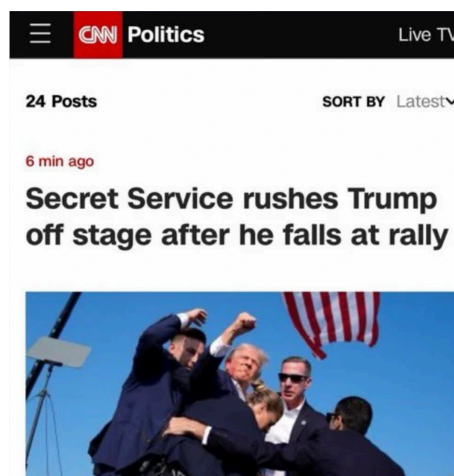 CNN Politics Live TV
24 Posts SORT BY Latest
6 min ago
Secret Service rushes Trump
off stage after he falls at rally